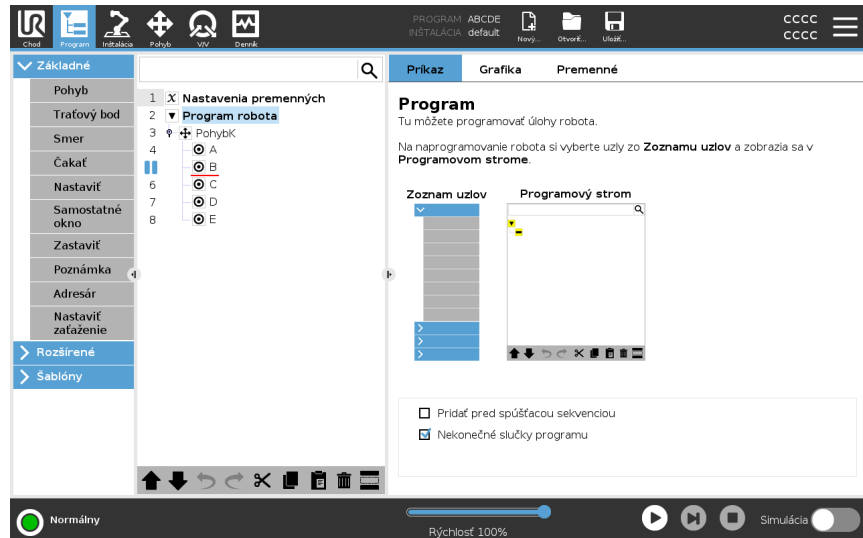 PROGRAM ABCDE
INŠTALÁCIA default
Nový...
Otvoriť...
Uložiť...
CCCC
CCCC
Chod
Program
Inštalácia
Pohyb
V/V
Denník
Základné
Pohyb
Traťový bod
Smer
Čakať
Nastaviť
Samostatné
okno
Zastaviť
Poznámka
Adresár
Nastaviť
zaťaženie
Rozšírené
Šablóny
1 X Nastavenia premenných
2 Program robota
3 PohybK
4 A
B
6 C
7 D
8 E
Príkaz
Grafika
Premenné
Program
Tu môžete programovať úlohy robota.
Na naprogramovanie robota si vyberte uzly zo Zoznamu uzlov a zobrazia sa v
Programovom strome.
Zoznam uzlov
Programový strom
Pridať pred spúšťacou sekvenciou
Nekonečné slučky programu
Normálny
Rýchlosť 100%
Simulácia